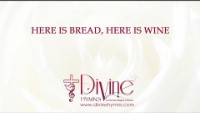 HERE IS BREAD, HERE IS WINE
Divine
HYMNS
www.divinehymns.com